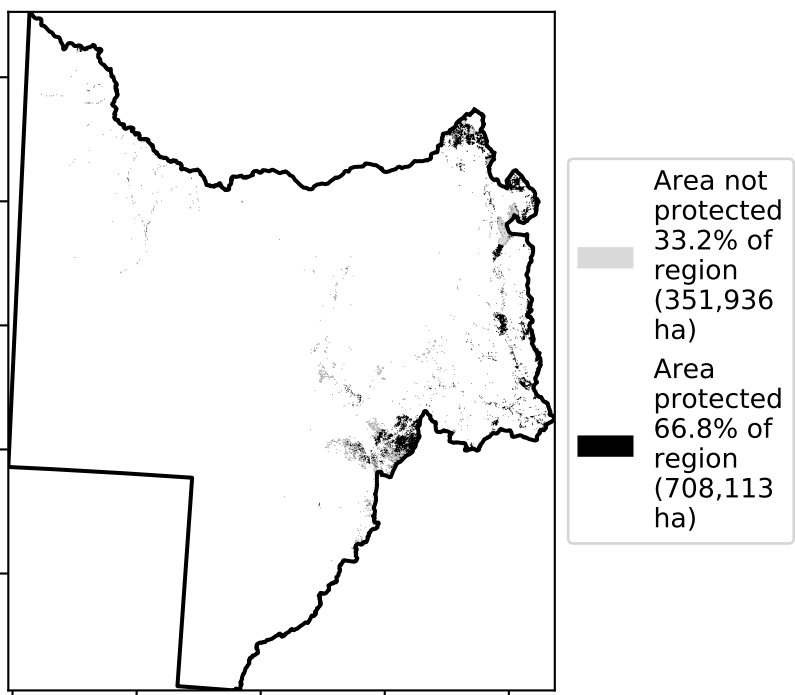 Area not
protected
33.2% of
region
(351,936
ha)
Area
protected
66.8% of
region
(708,113
ha)